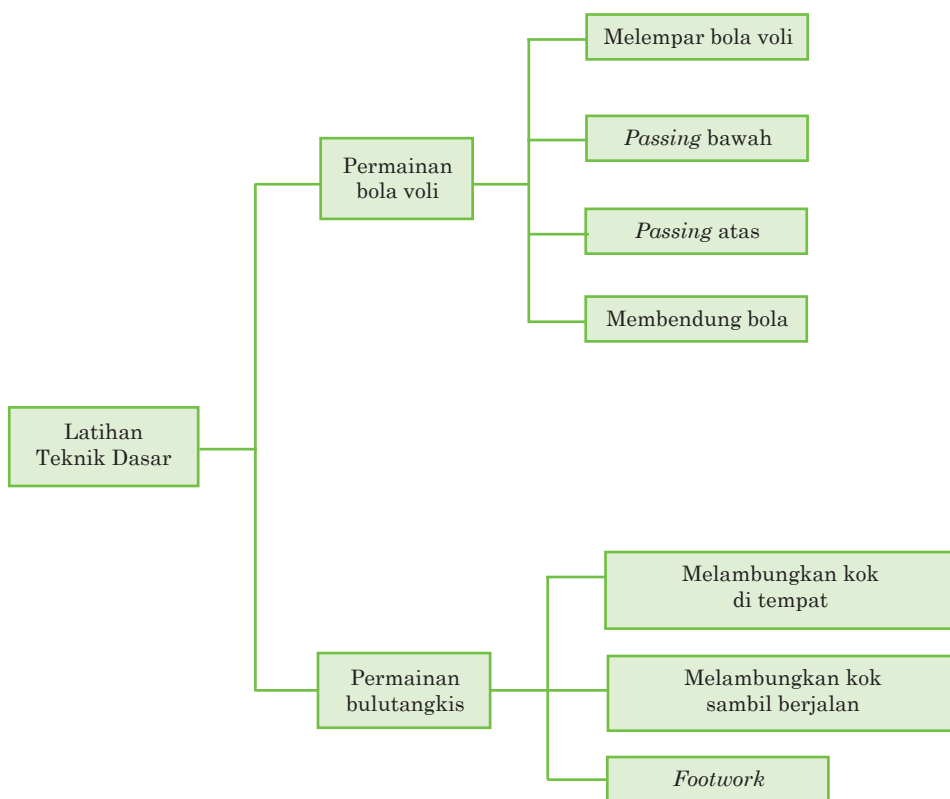 Melempar bola voli
Permainan
bola voli
Passing bawah
Passing atas
Membendung bola
Latihan
Teknik Dasar
Melambungkan kok
di tempat
Permainan
bulutangkis
Melambungkan kok
sambil berjalan
Footwork